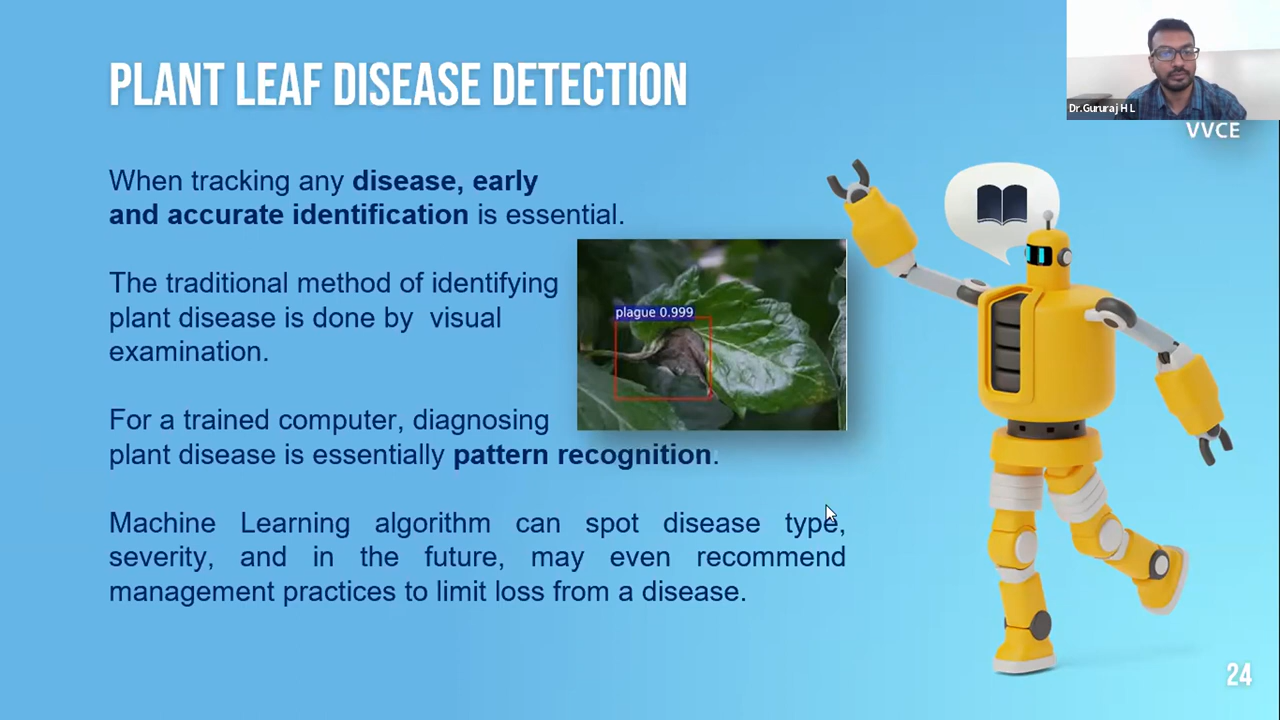 PLANT LEAF DISEASE DETECTION
Dr.Gururaj H L
VVCE
When tracking any disease, early
and accurate identification is essential.
The traditional method of identifying
plant disease is done by visual
examination.
plague 0.999
For a trained computer, diagnosing
plant disease is essentially pattern recognition.
Machine Learning algorithm can spot disease type,
severity, and in the future, may even recommend
management practices to limit loss from a disease.
24